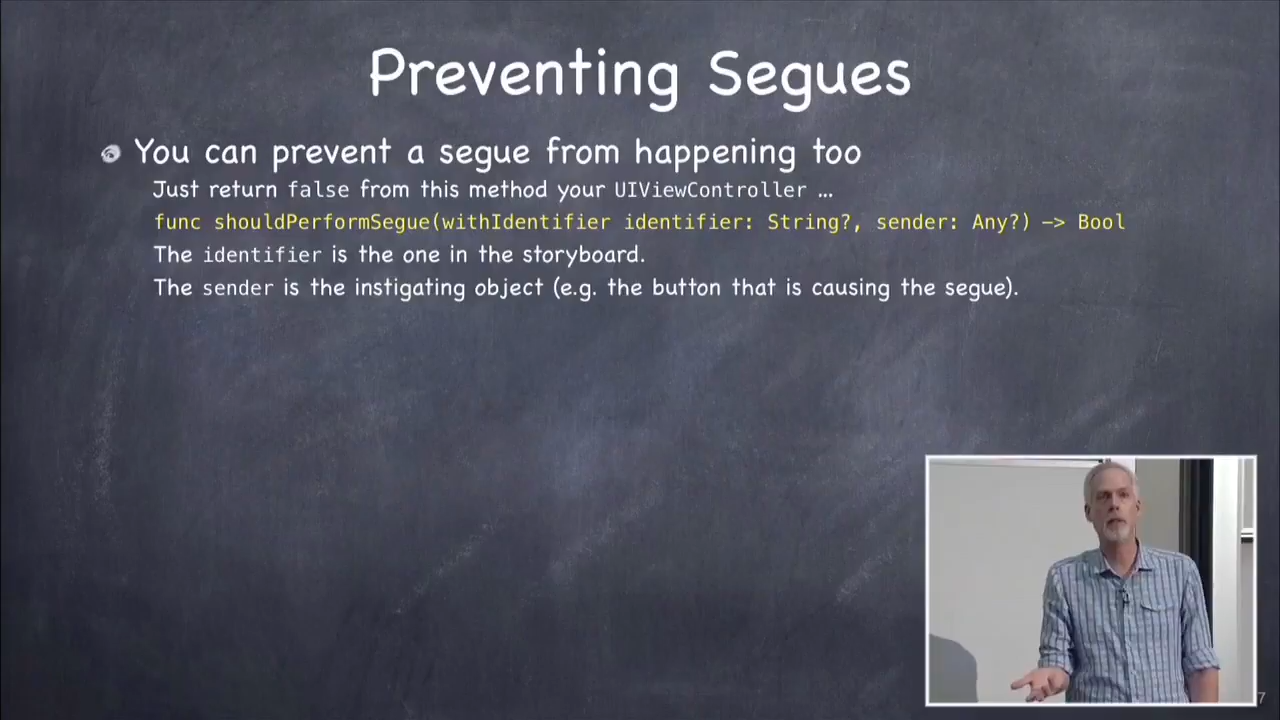 Preventing Segues
You can prevent a segue from happening too
Just return false from this method your UIViewController ...
func shouldPerformSegue(withIdentifier identifier: String?, sender: Any?) –> Bool
The identifier is the one in the storyboard.
The sender is the instigating object (e.g. the button that is causing the segue).
7